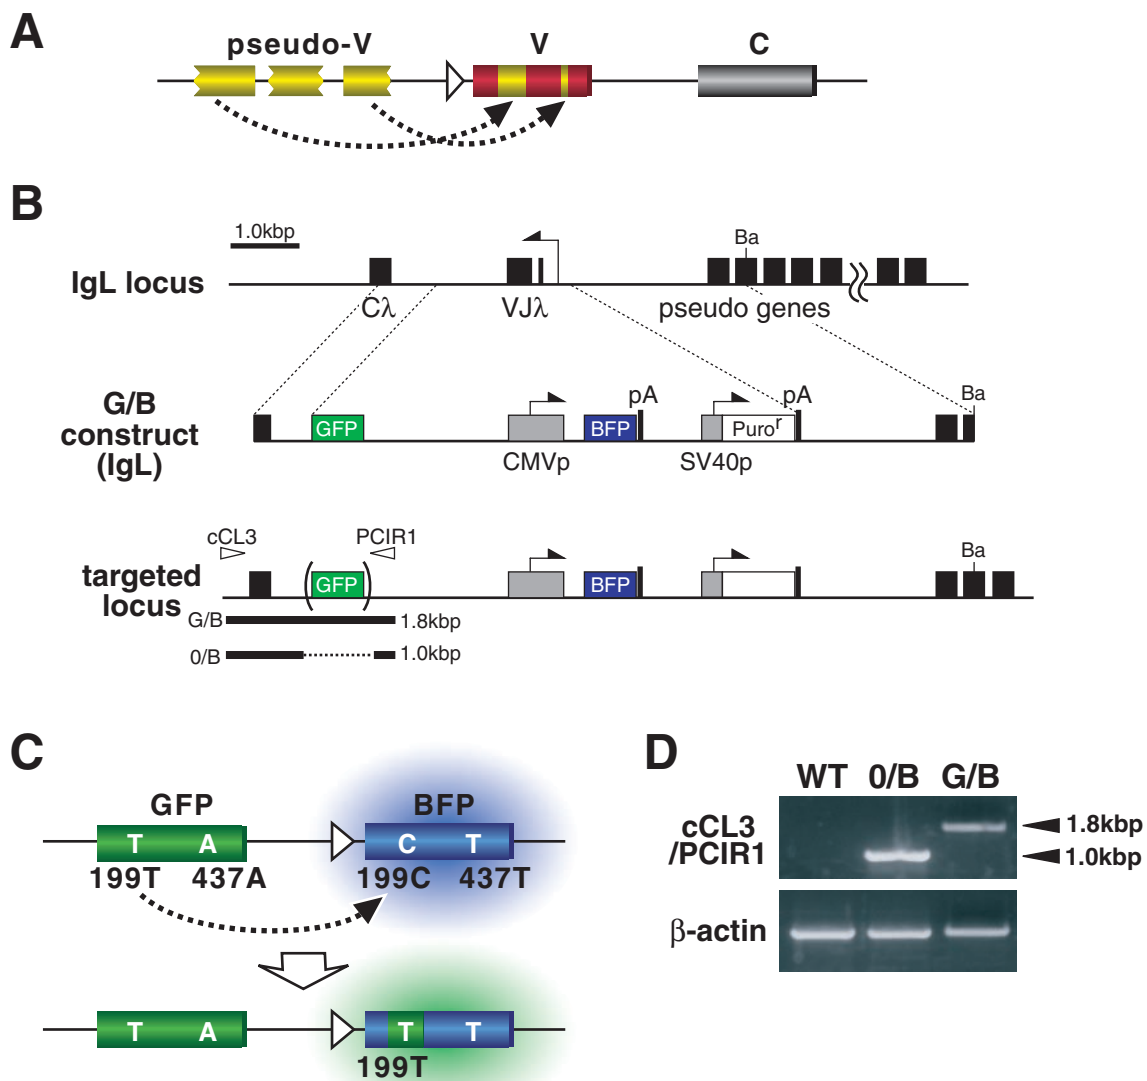 A
pseudo-V V C
B
1.0kbp
Ba
IgL locus
Cλ VJλ pseudo genes
G/B
construct
(IgL)
pA pA Ba
GFP BFP Puroʳ
CMVp SV40p
cCL3 PCIR1
Ba
targeted
locus
GFP BFP
G/B 1.8kbp
0/B 1.0kbp
C
GFP BFP
T A C T
199T 437A 199C 437T
T A T T
199T
D
WT 0/B G/B
cCL3
/PCIR1
1.8kbp
1.0kbp
β-actin